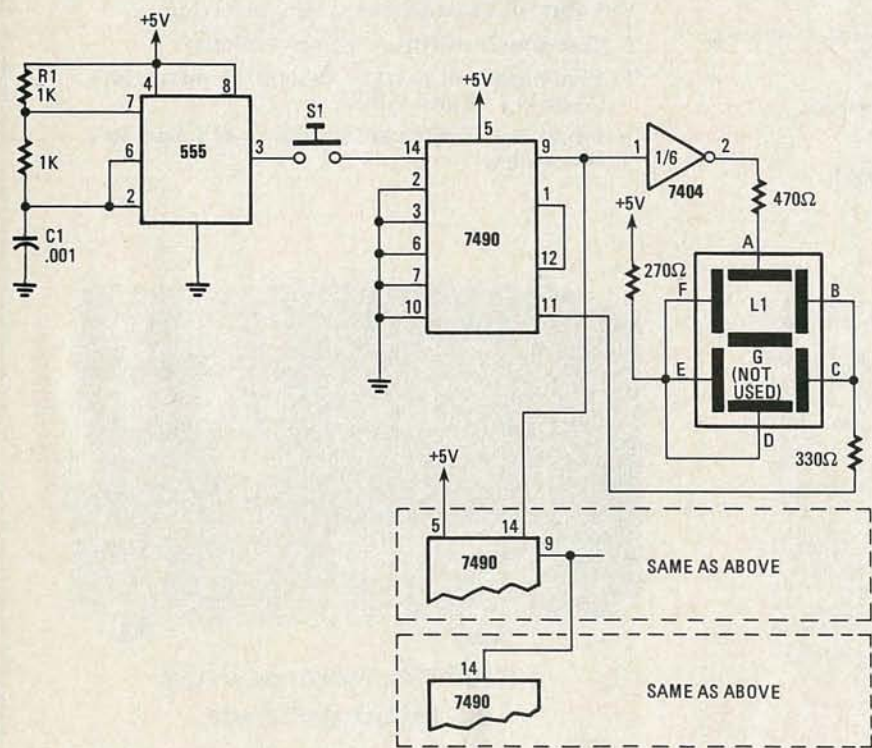 +5V
R1
1K
4
8
7
1K
6
555
3
2
C1
.001
S1
+5V
5
14
9
2
1
3
7490
6
12
7
11
10
1
1/6
2
7404
470Ω
+5V
270Ω
A
F
L1
B
G
E
(NOT
USED)
C
D
330Ω
+5V
5
14
7490
9
SAME AS ABOVE
14
7490
SAME AS ABOVE